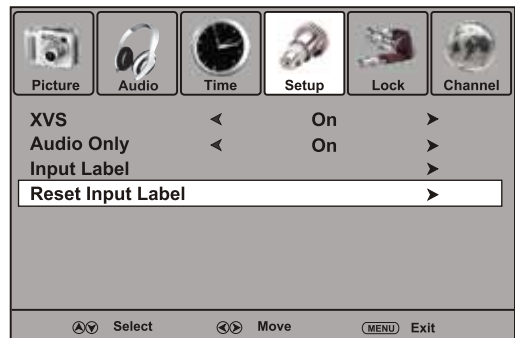 Picture Audio Time Setup Lock Channel
XVS On
Audio Only On
Input Label
Reset Input Label
Select Move MENU Exit